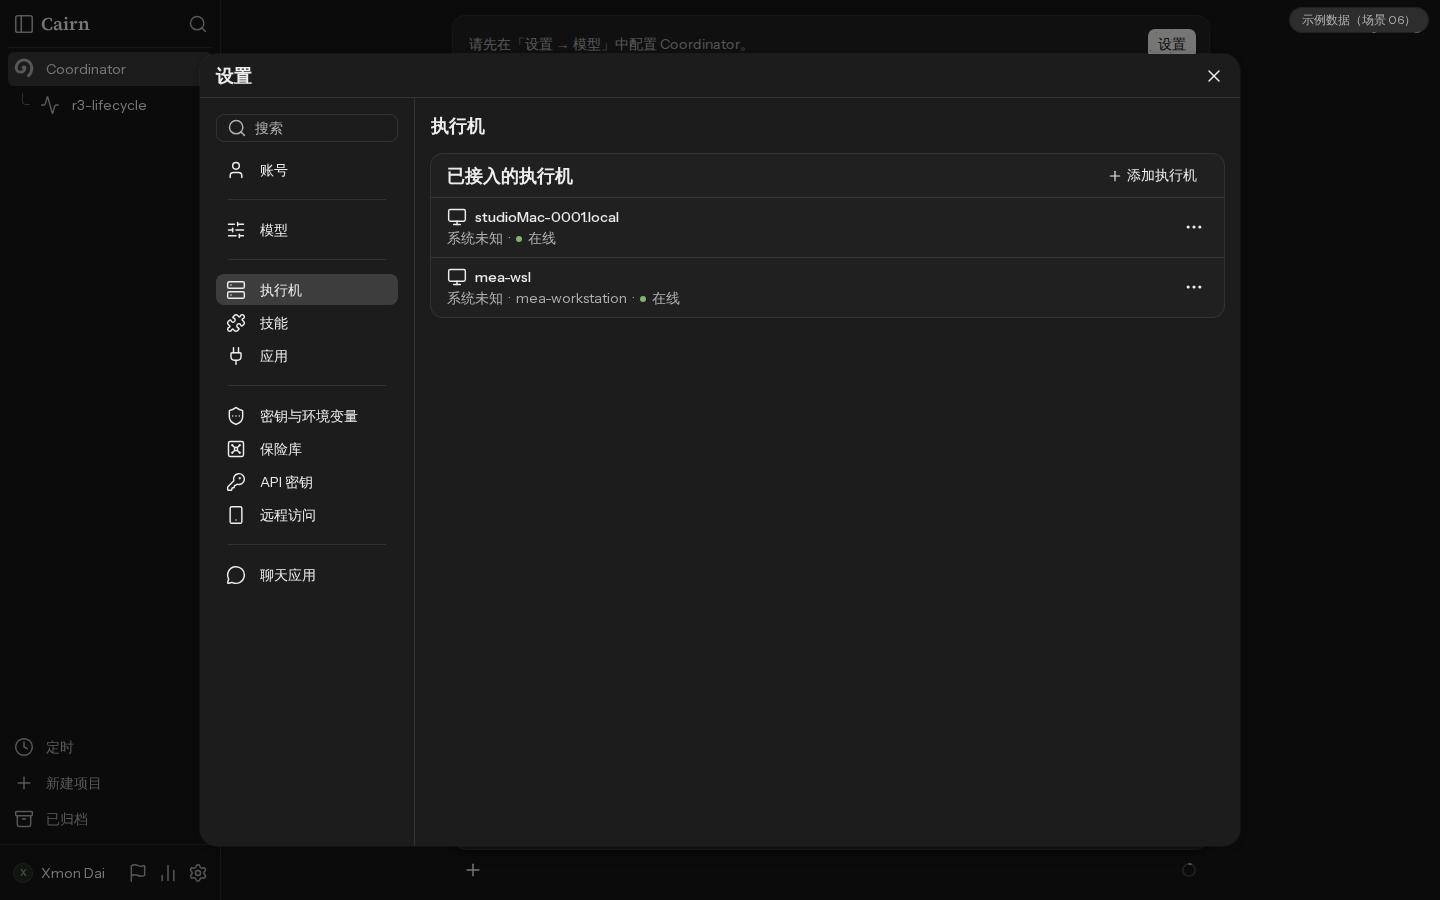 Cairn
示例数据（场景 06）
请先在「设置 → 模型」中配置 Coordinator。
设置
Coordinator
r3-lifecycle
设置
搜索
账号
模型
执行机
技能
应用
密钥与环境变量
保险库
API 密钥
远程访问
聊天应用
执行机
已接入的执行机
添加执行机
studioMac-0001.local
系统未知 · 在线
mea-wsl
系统未知 · mea-workstation · 在线
定时
新建项目
已归档
X
Xmon Dai